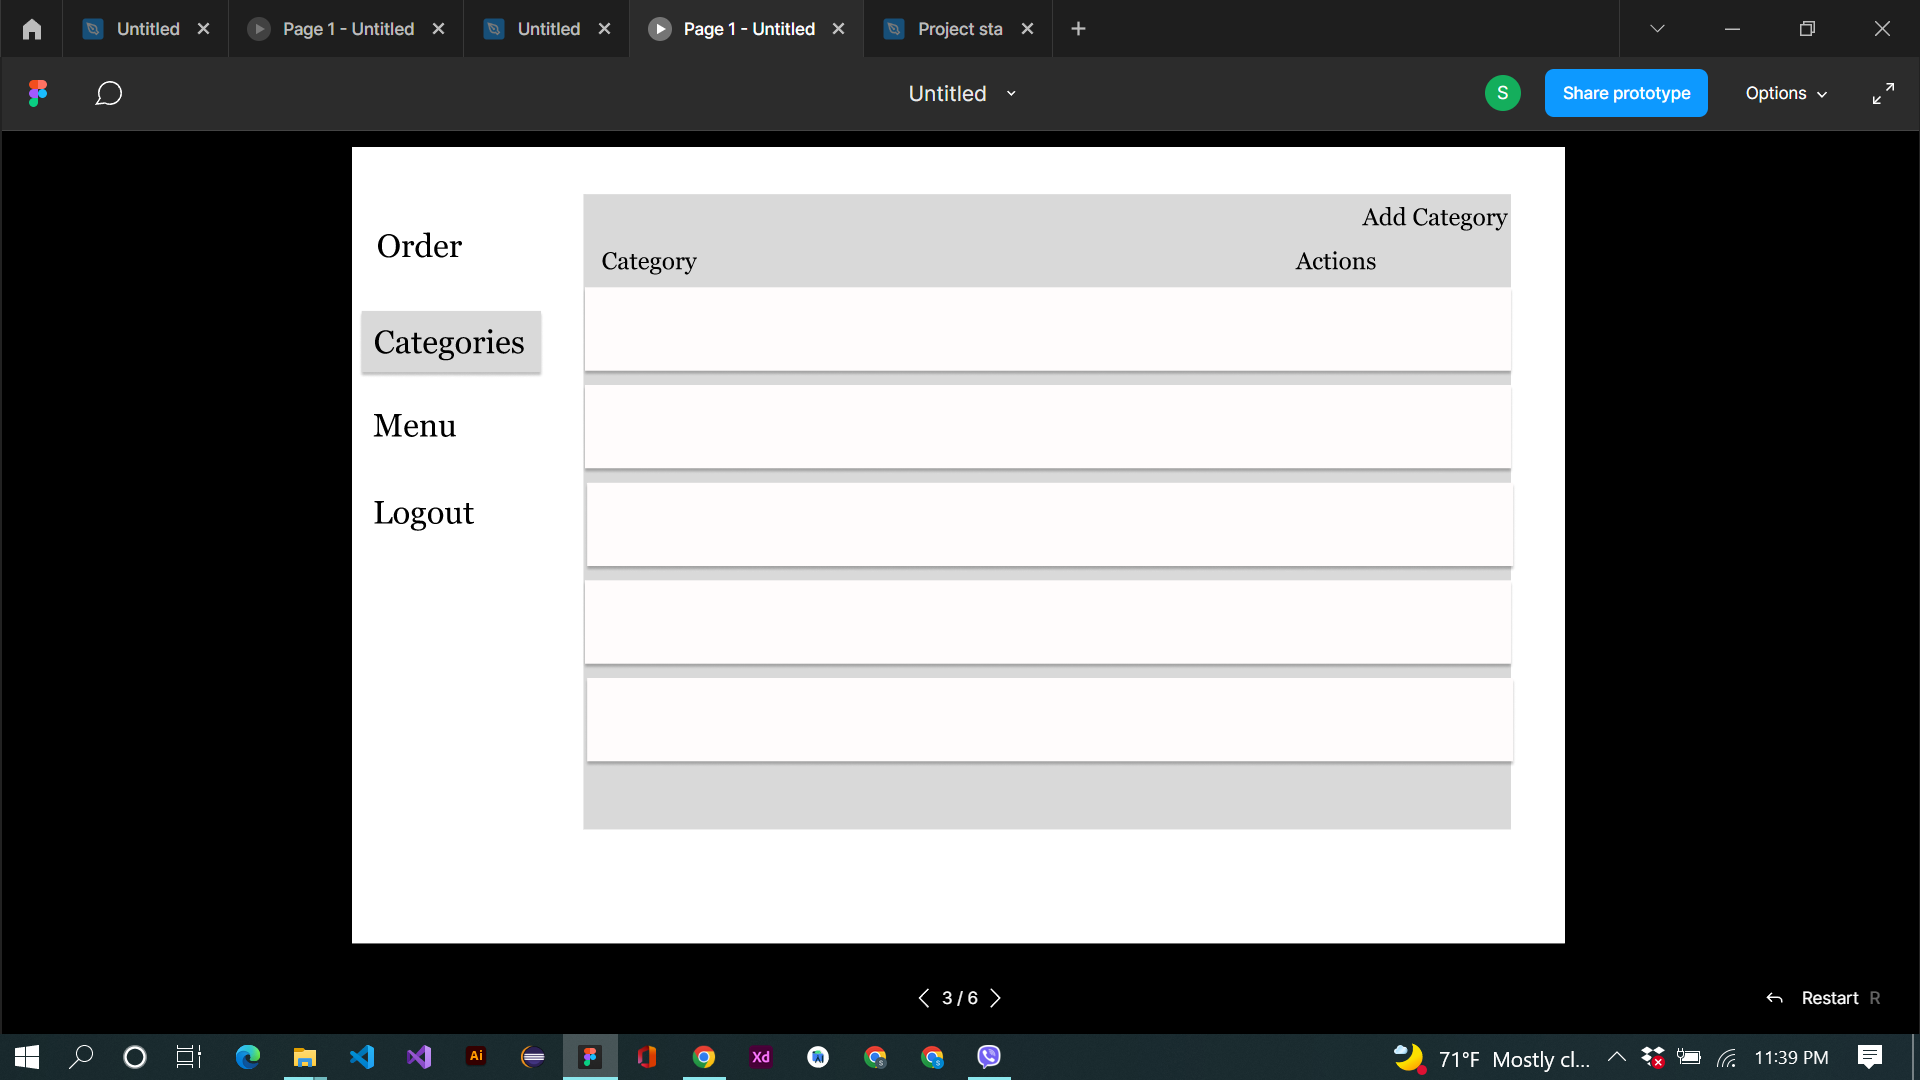 Untitled
Page 1 - Untitled
Untitled
Page 1 - Untitled
Project sta
Untitled
S
Share prototype
Options
Add Category
Category
Actions
Order
Categories
Menu
Logout
3 / 6
Restart R
Ai
Xd
71°F Mostly cl...
11:39 PM